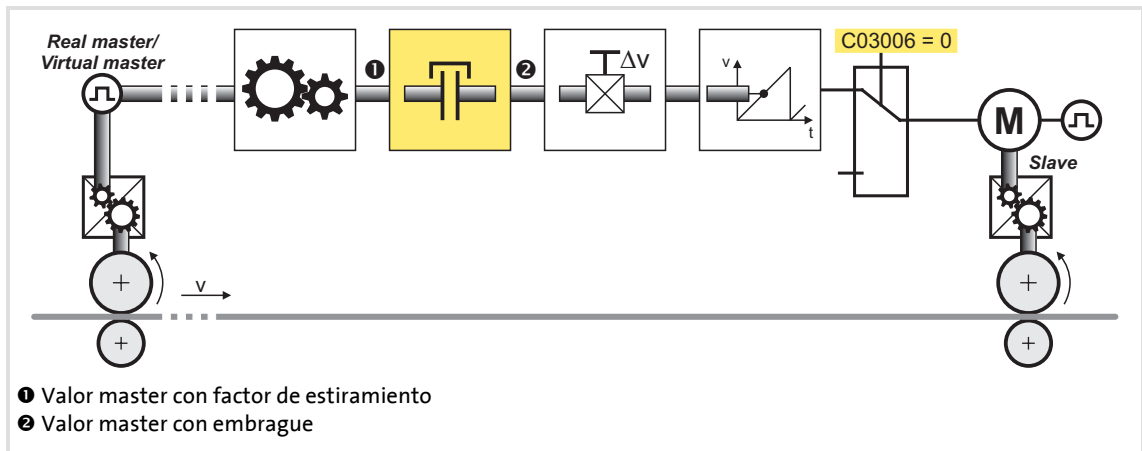 Real master/
Virtual master
❶
❷
Δv
v
t
C03006 = 0
M
Slave
v
❶ Valor master con factor de estiramiento
❷ Valor master con embrague